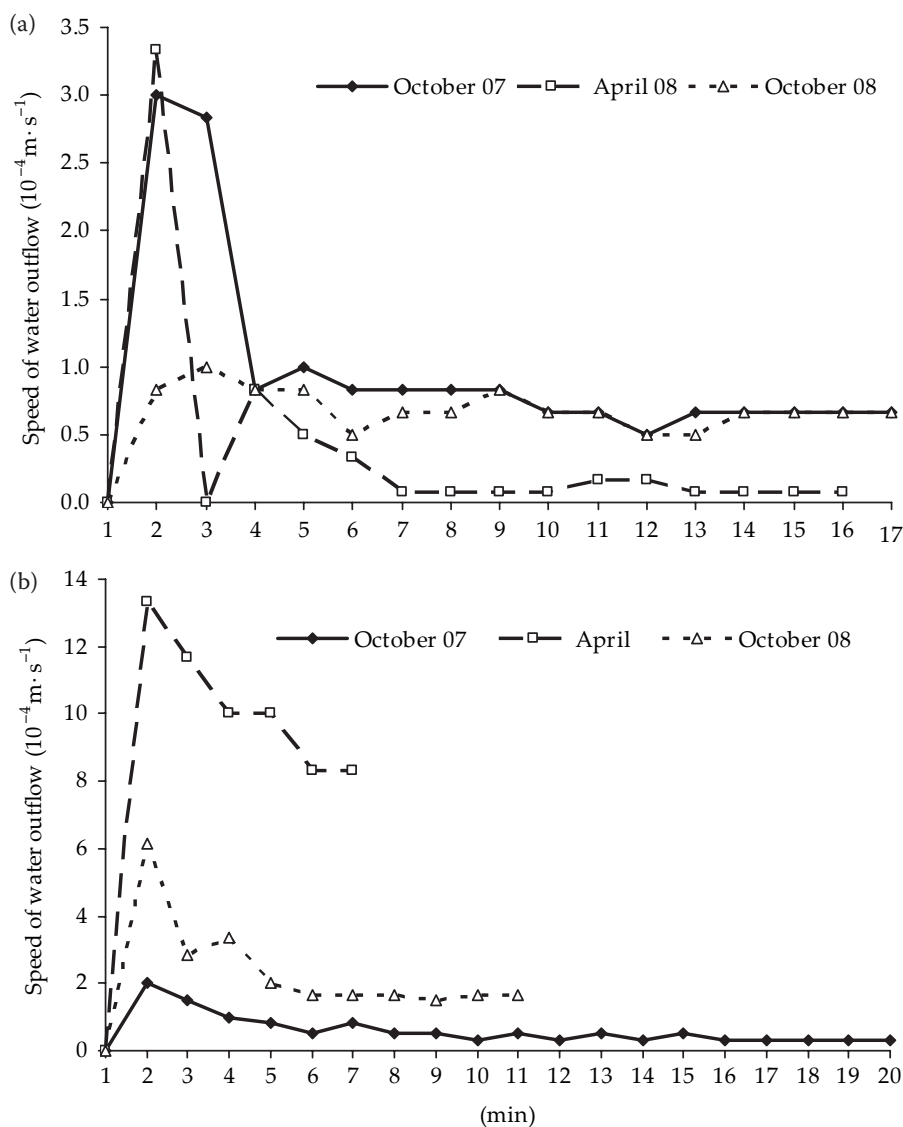 (a)
3.5
3.0
2.5
2.0
1.5
1.0
0.5
0.0
Speed of water outflow (10⁻⁴ m·s⁻¹)
October 07 April 08 October 08
1 2 3 4 5 6 7 8 9 10 11 12 13 14 15 16 17
(b)
14
12
10
8
6
4
2
0
Speed of water outflow (10⁻⁴ m·s⁻¹)
October 07 April October 08
1 2 3 4 5 6 7 8 9 10 11 12 13 14 15 16 17 18 19 20
(min)